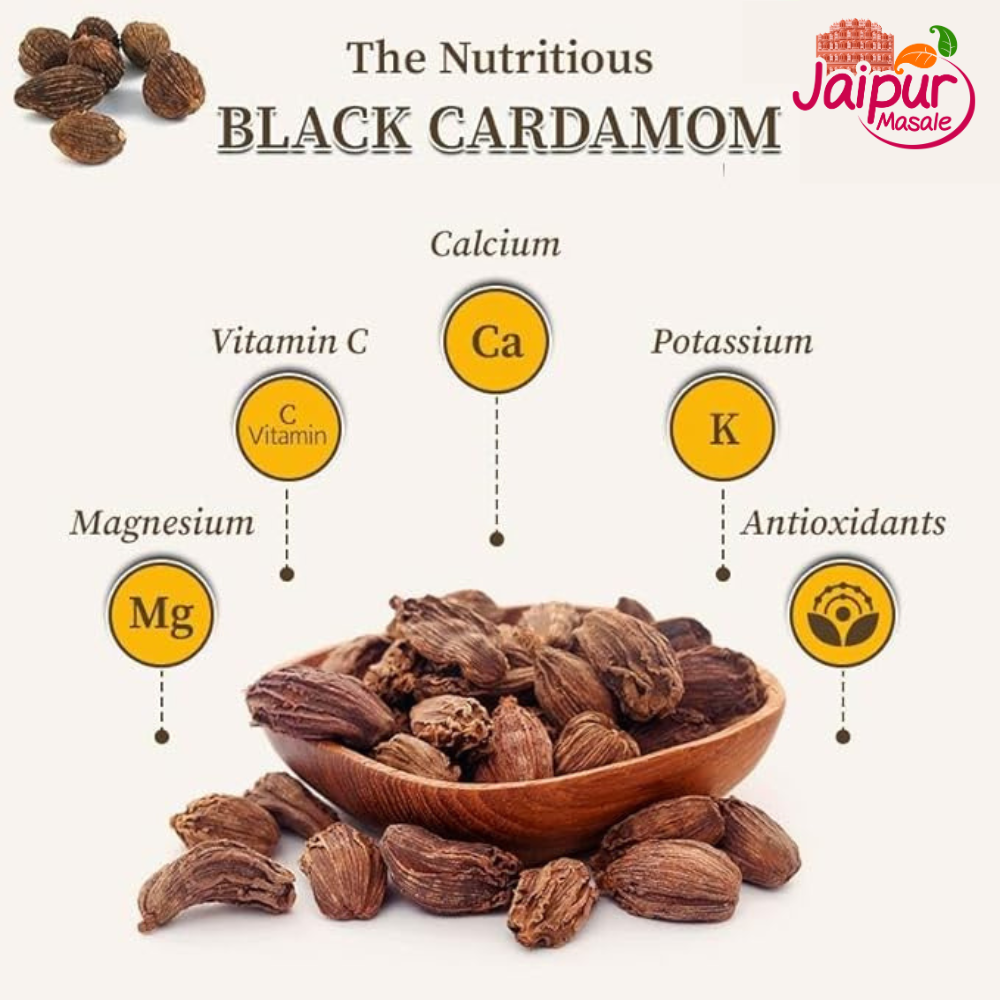 The Nutritious
BLACK CARDAMOM
Jaipur
Masale
Calcium
Ca
Vitamin C
C
Vitamin
Potassium
K
Magnesium
Mg
Antioxidants